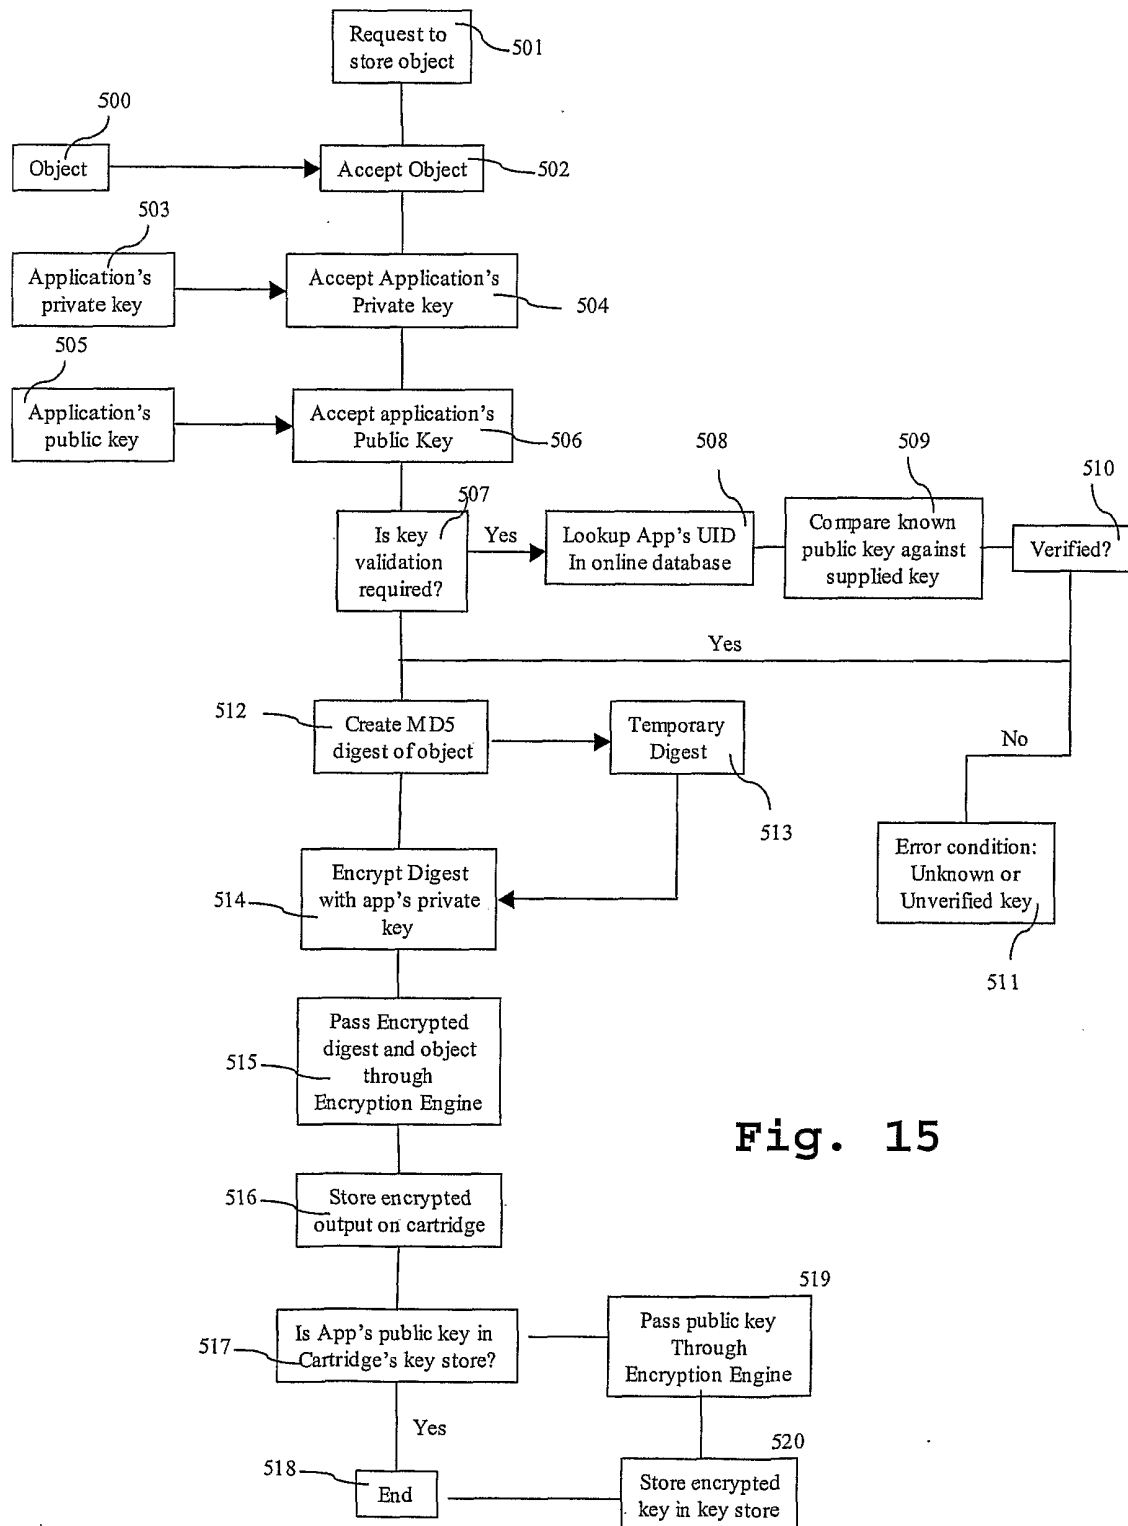 Request to
store object
501
500
Object
Accept Object
502
503
Application's
private key
Accept Application's
Private key
504
505
Application's
public key
Accept application's
Public Key
506
507
Is key
validation
required?
Yes
508
Lookup App's UID
In online database
509
Compare known
public key against
supplied key
510
Verified?
Yes
No
512
Create MD5
digest of object
Temporary
Digest
513
Error condition:
Unknown or
Unverified key
511
514
Encrypt Digest
with app's private
key
515
Pass Encrypted
digest and object
through
Encryption Engine
Fig. 15
516
Store encrypted
output on cartridge
517
Is App's public key in
Cartridge's key store?
519
Pass public key
Through
Encryption Engine
Yes
518
End
520
Store encrypted
key in key store